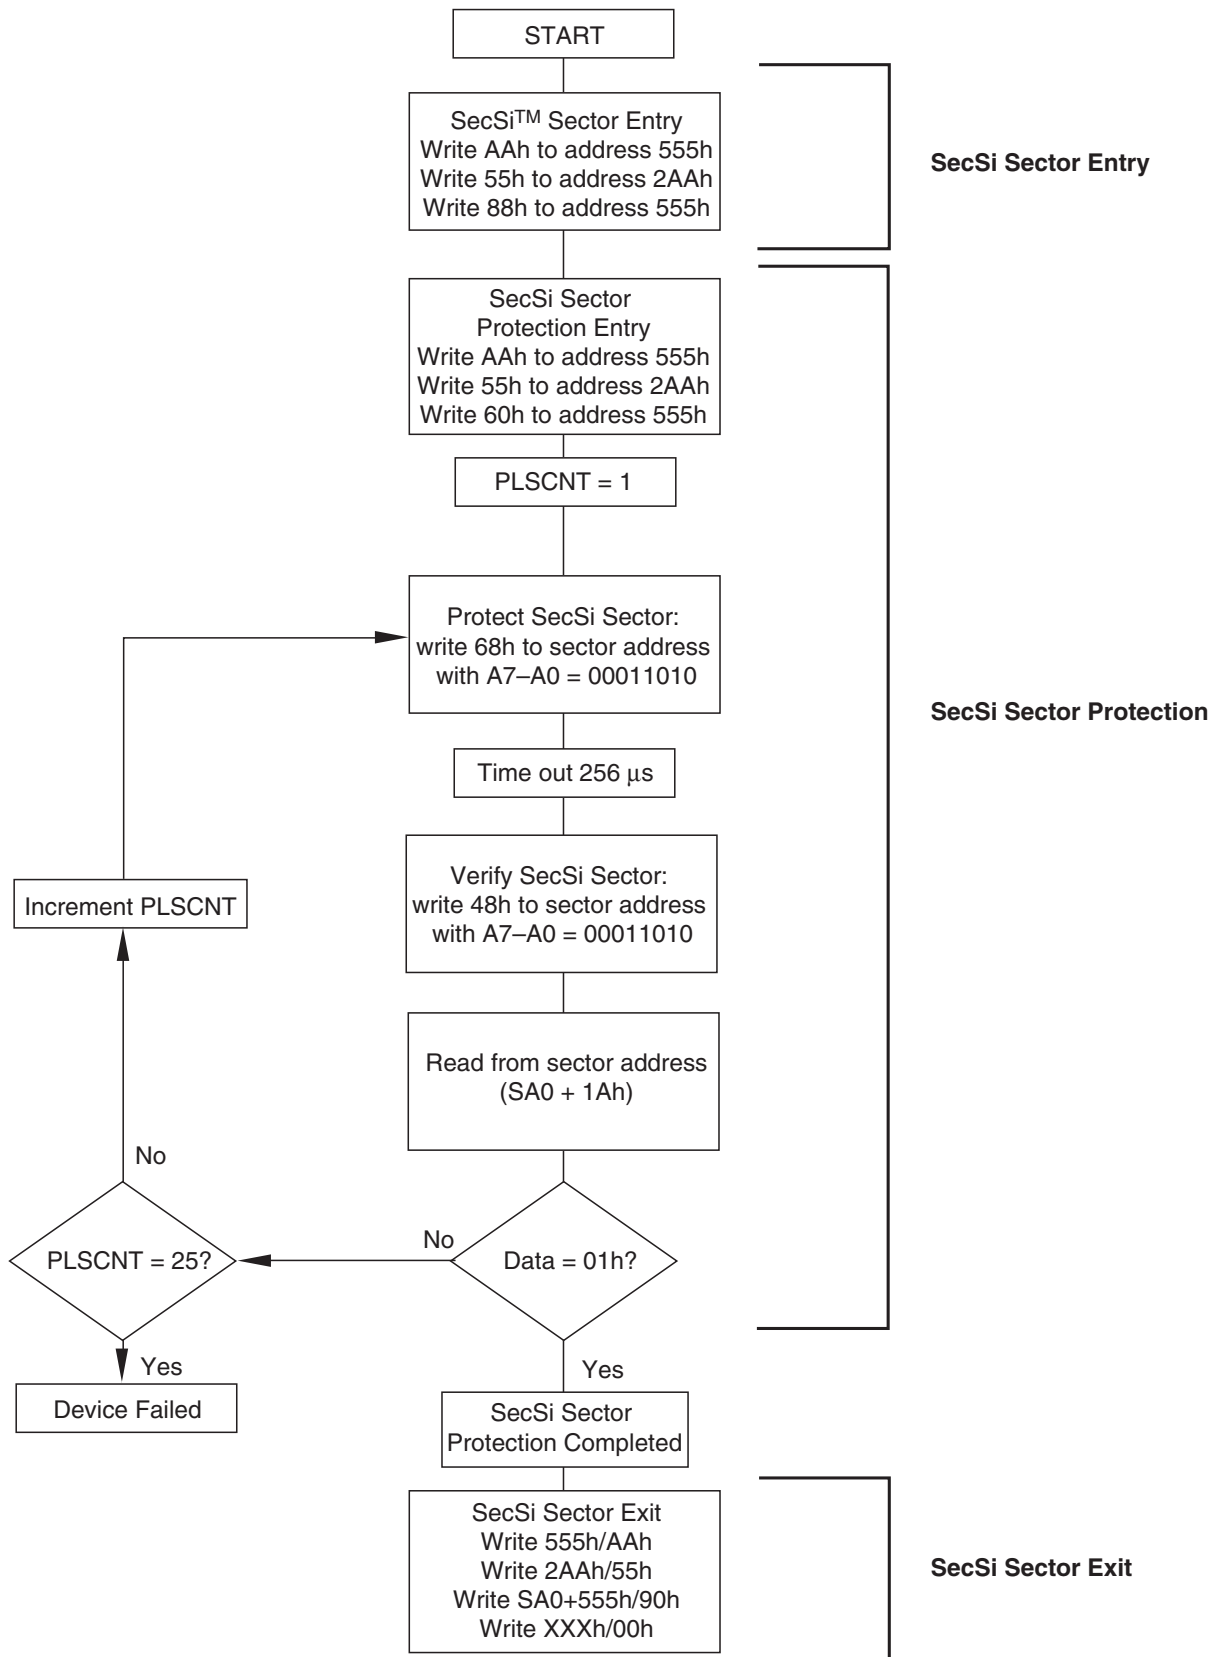 START
SecSi™ Sector Entry
Write AAh to address 555h
Write 55h to address 2AAh
Write 88h to address 555h
SecSi Sector Entry
SecSi Sector
Protection Entry
Write AAh to address 555h
Write 55h to address 2AAh
Write 60h to address 555h
PLSCNT = 1
Protect SecSi Sector:
write 68h to sector address
with A7–A0 = 00011010
SecSi Sector Protection
Time out 256 μs
Verify SecSi Sector:
write 48h to sector address
with A7–A0 = 00011010
Increment PLSCNT
Read from sector address
(SA0 + 1Ah)
No
No
PLSCNT = 25?
Data = 01h?
Yes
Yes
Device Failed
SecSi Sector
Protection Completed
SecSi Sector Exit
Write 555h/AAh
Write 2AAh/55h
Write SA0+555h/90h
Write XXXh/00h
SecSi Sector Exit